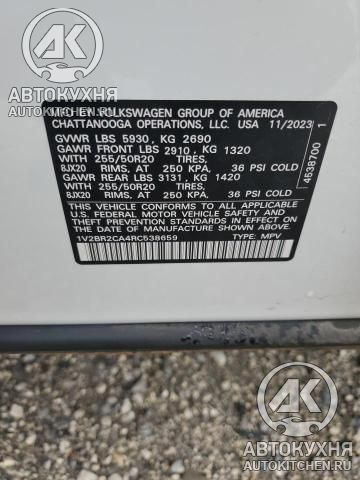 АК
АВТОКУХНЯ
AUTOKITCHEN.RU
VOLKSWAGEN GROUP OF AMERICA
CHATTANOOGA OPERATIONS, LLC. USA 11/2023
GVWR LBS 5930, KG 2690
GAWR FRONT LBS 2910, KG 1320
WITH 255/50R20 TIRES,
8JX20 RIMS, AT 250 KPA, 36 PSI COLD
GAWR REAR LBS 3131, KG 1420
WITH 255/50R20 TIRES,
8JX20 RIMS, AT 250 KPA, 36 PSI COLD
THIS VEHICLE CONFORMS TO ALL APPLICABLE
FEDERAL MOTOR VEHICLE SAFETY AND THEFT
PREVENTION STANDARDS IN EFFECT ON THE
DATE OF MANUFACTURE SHOWN ABOVE.
1V2BR2CA4RC538659 TYPE: MPV
4538700 1
АК
АВТОКУХНЯ
AUTOKITCHEN.RU